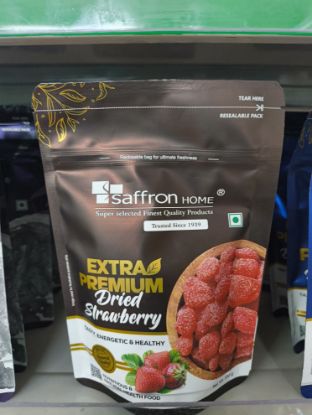 TEAR HERE
RESEALABLE PACK
Resealable bag for ultimate freshness
saffron HOME ®
Super selected Finest Quality Products
Trusted Since 1919
EXTRA
PREMIUM
Dried
Strawberry
TASTY, ENERGETIC & HEALTHY